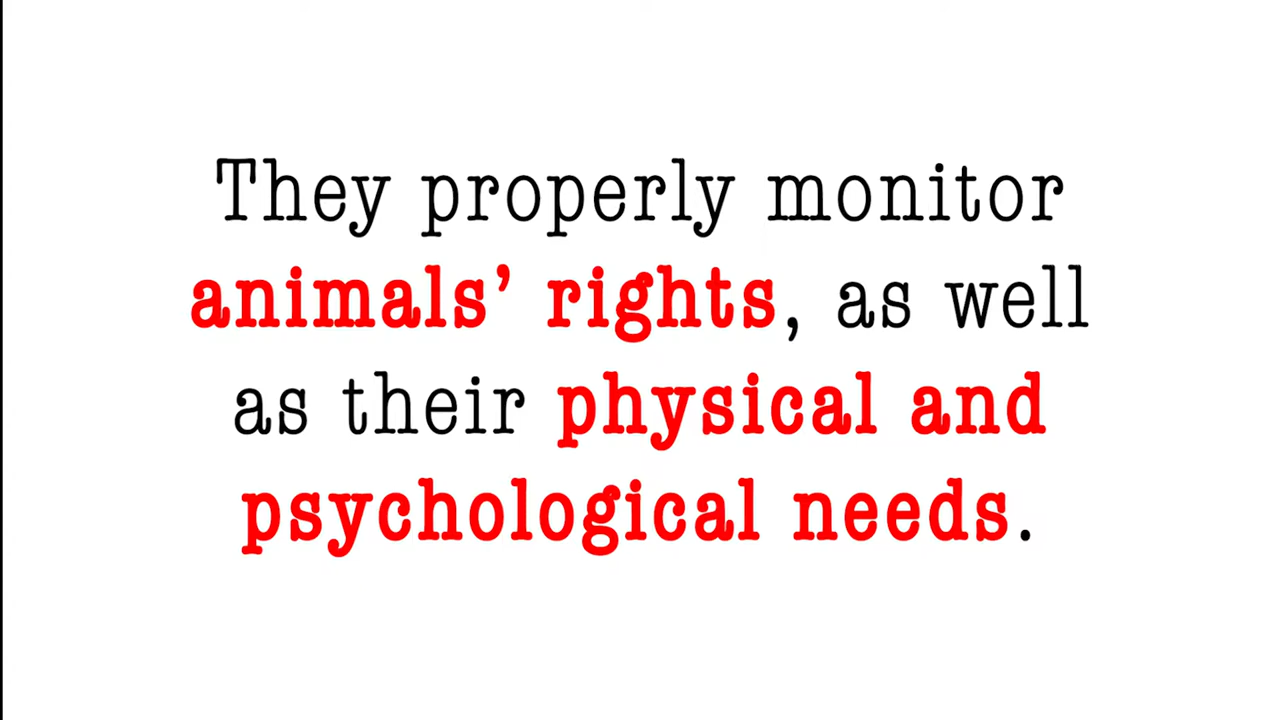 They properly monitor
animals’ rights, as well
as their physical and
psychological needs.